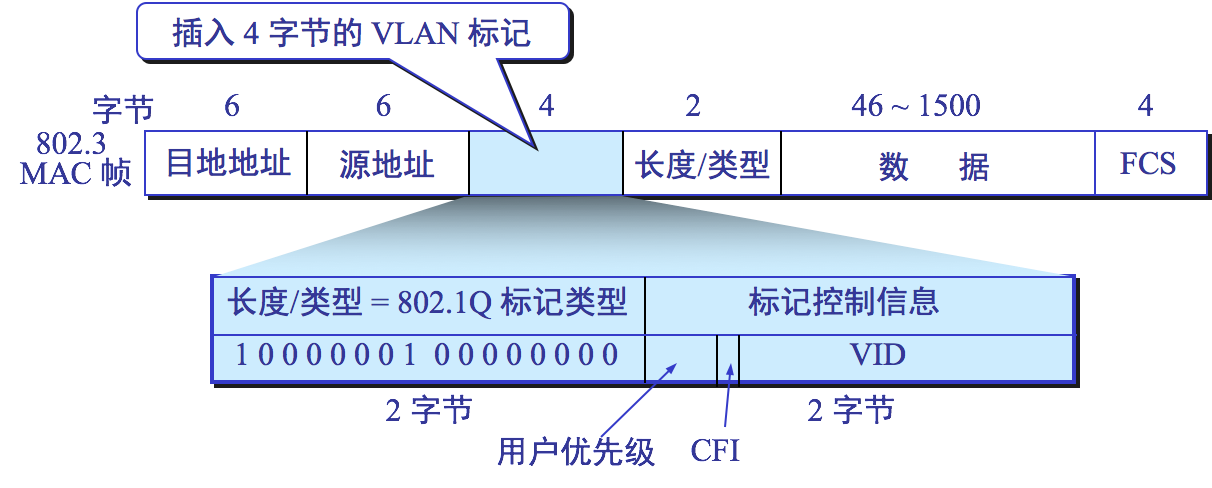 插入 4 字节的 VLAN 标记
字节 6 6 4 2 46 ~ 1500 4
802.3
MAC 帧
目地地址 源地址 长度/类型 数 据 FCS
长度/类型 = 802.1Q 标记类型 标记控制信息
1 0 0 0 0 0 0 1 0 0 0 0 0 0 0 0 VID
2 字节 2 字节
用户优先级 CFI